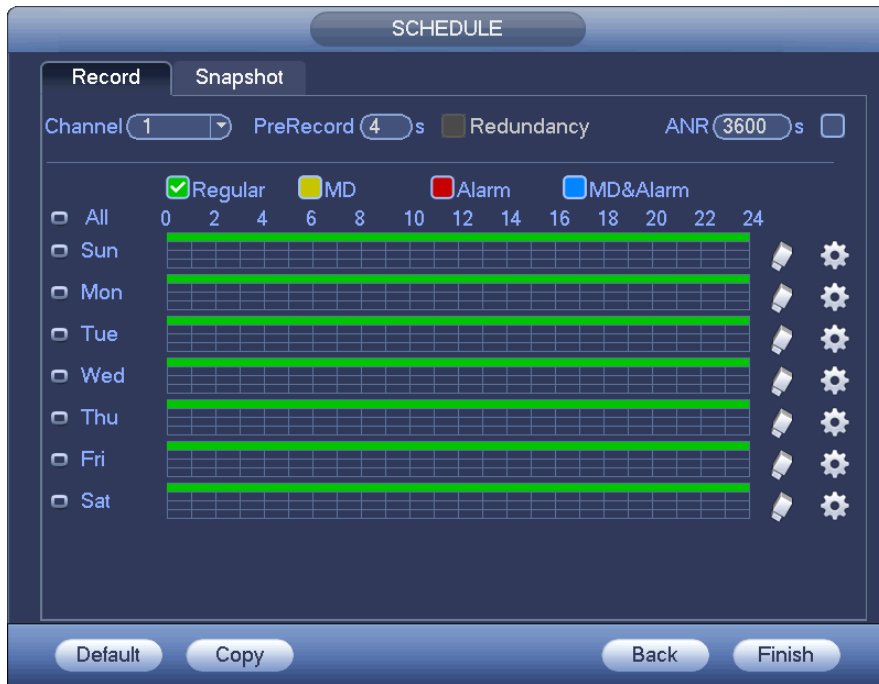 SCHEDULE
Record Snapshot
Channel 1 PreRecord 4 s Redundancy ANR 3600 s
Regular MD Alarm MD&Alarm
All 0 2 4 6 8 10 12 14 16 18 20 22 24
Sun
Mon
Tue
Wed
Thu
Fri
Sat
Default Copy Back Finish